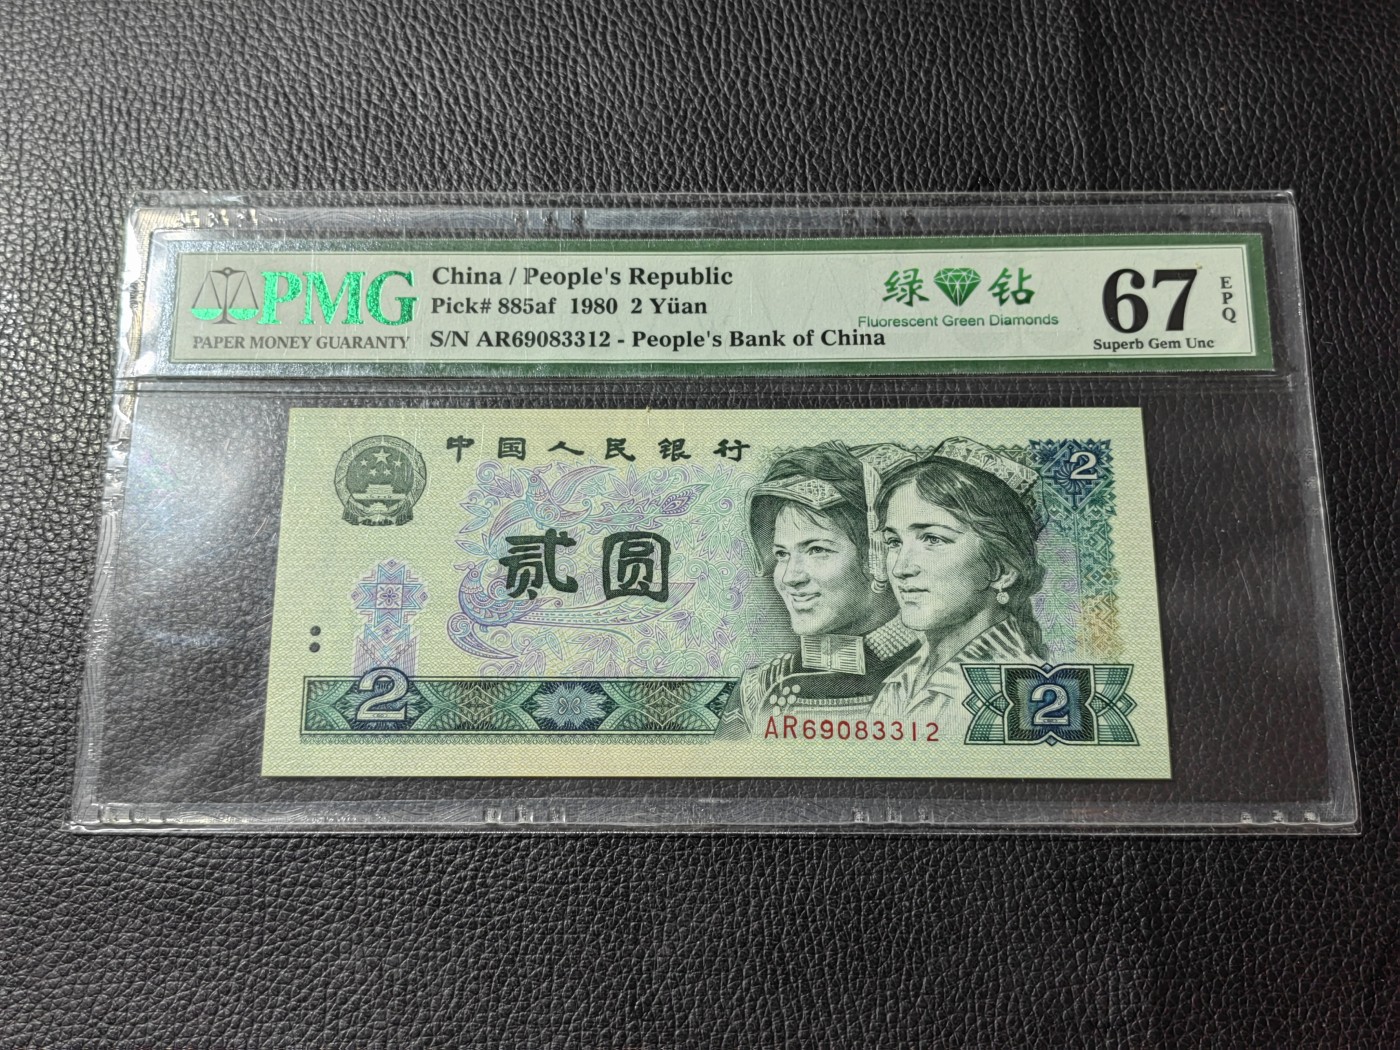 PMG
PAPER MONEY GUARANTY
China / People's Republic
Pick# 885af 1980 2 Yüan
S/N AR69083312 - People's Bank of China
绿 钻
Fluorescent Green Diamonds
67
EPQ
Superb Gem Unc
中国人民银行
2
贰圆
2
AR69083312
2